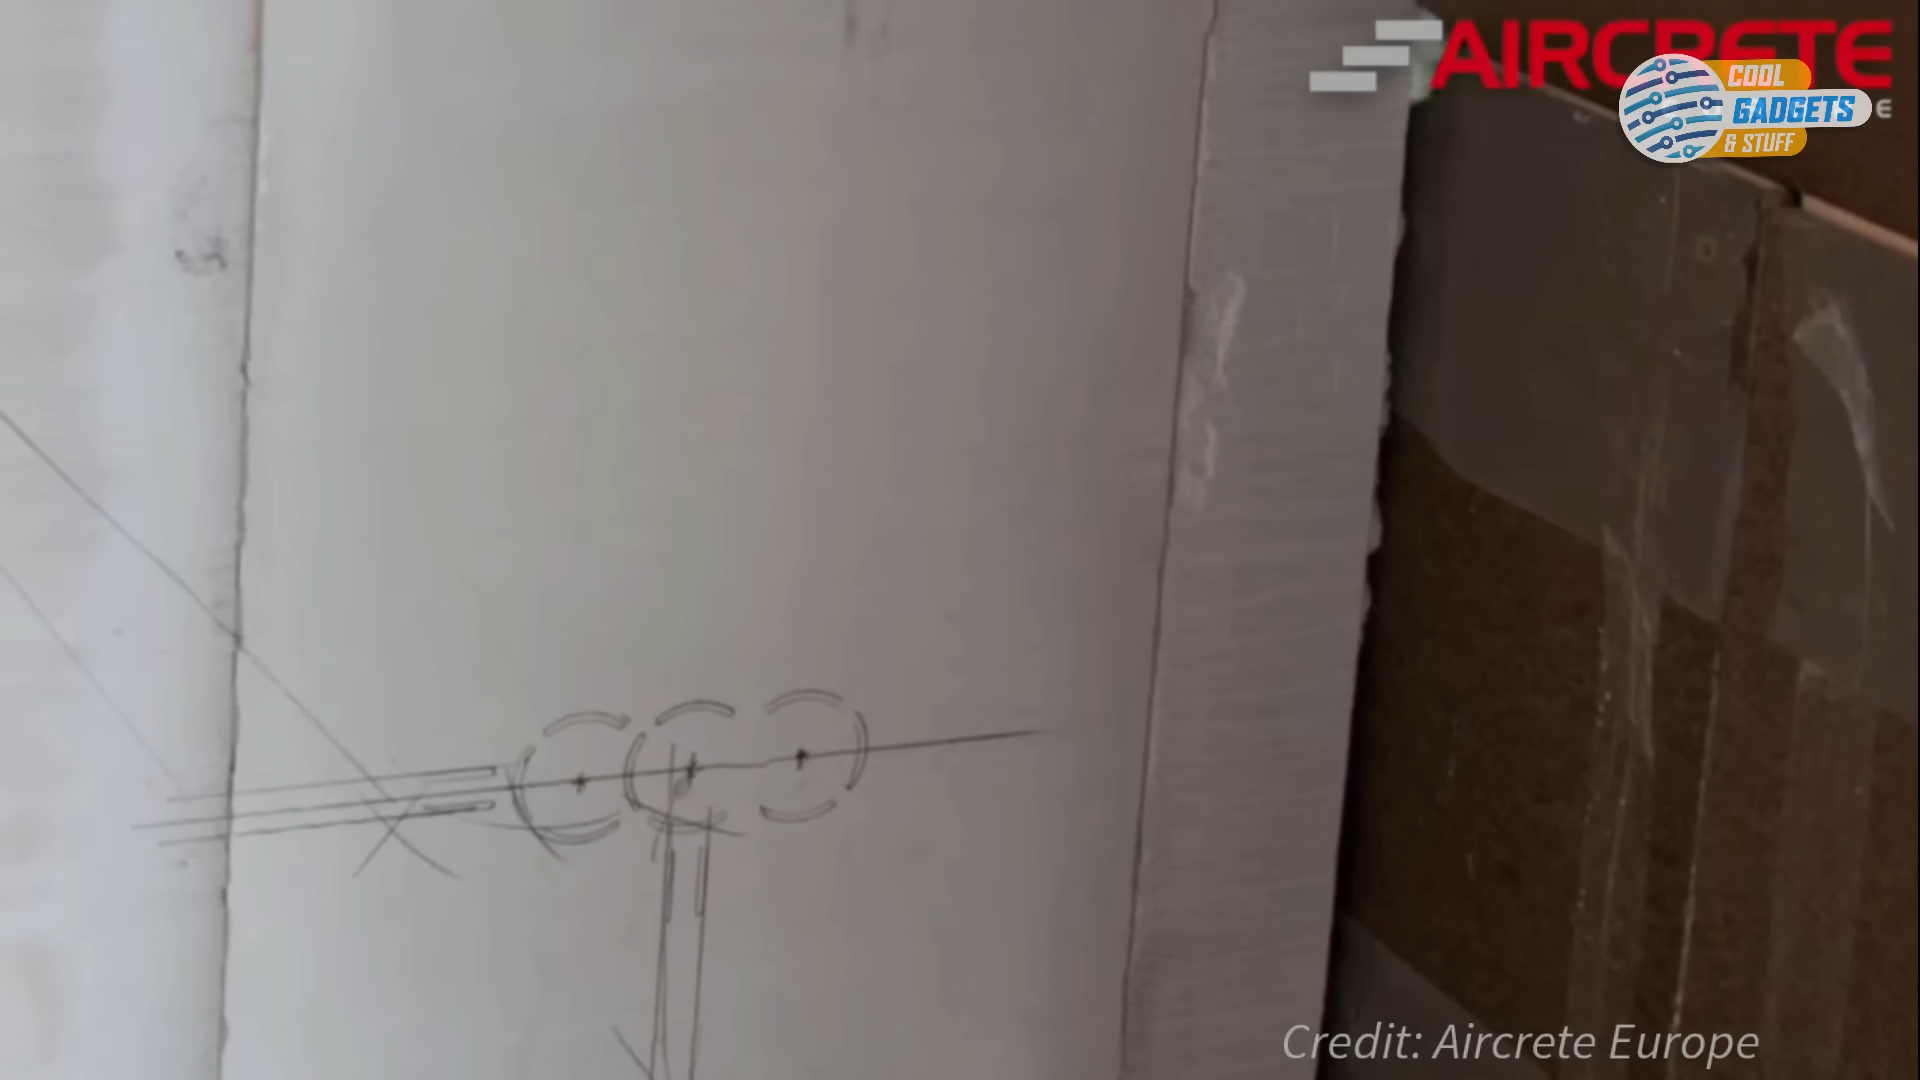 AIRCRETE
E
COOL
GADGETS
& STUFF
Credit: Aircrete Europe